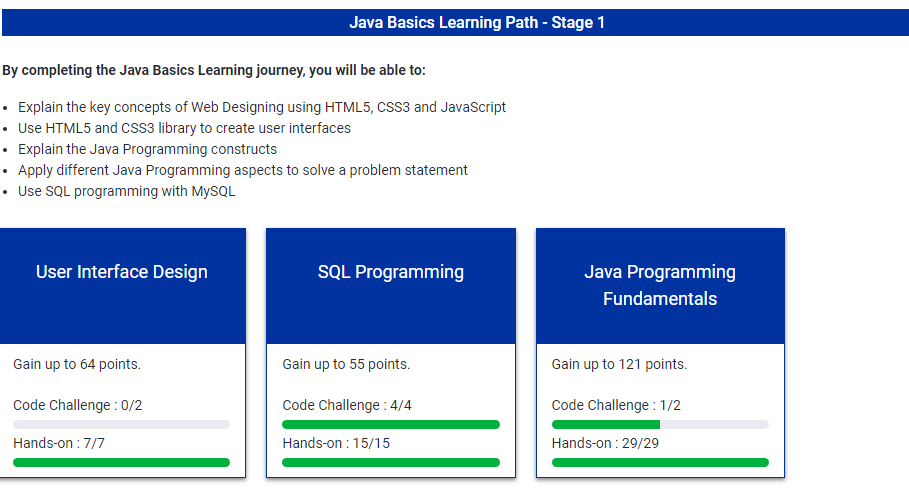 Java Basics Learning Path - Stage 1
By completing the Java Basics Learning journey, you will be able to:
Explain the key concepts of Web Designing using HTML5, CSS3 and JavaScript
Use HTML5 and CSS3 library to create user interfaces
Explain the Java Programming constructs
Apply different Java Programming aspects to solve a problem statement
Use SQL programming with MySQL
User Interface Design
Gain up to 64 points.
Code Challenge : 0/2
Hands-on : 7/7
SQL Programming
Gain up to 55 points.
Code Challenge : 4/4
Hands-on : 15/15
Java Programming
Fundamentals
Gain up to 121 points.
Code Challenge : 1/2
Hands-on : 29/29